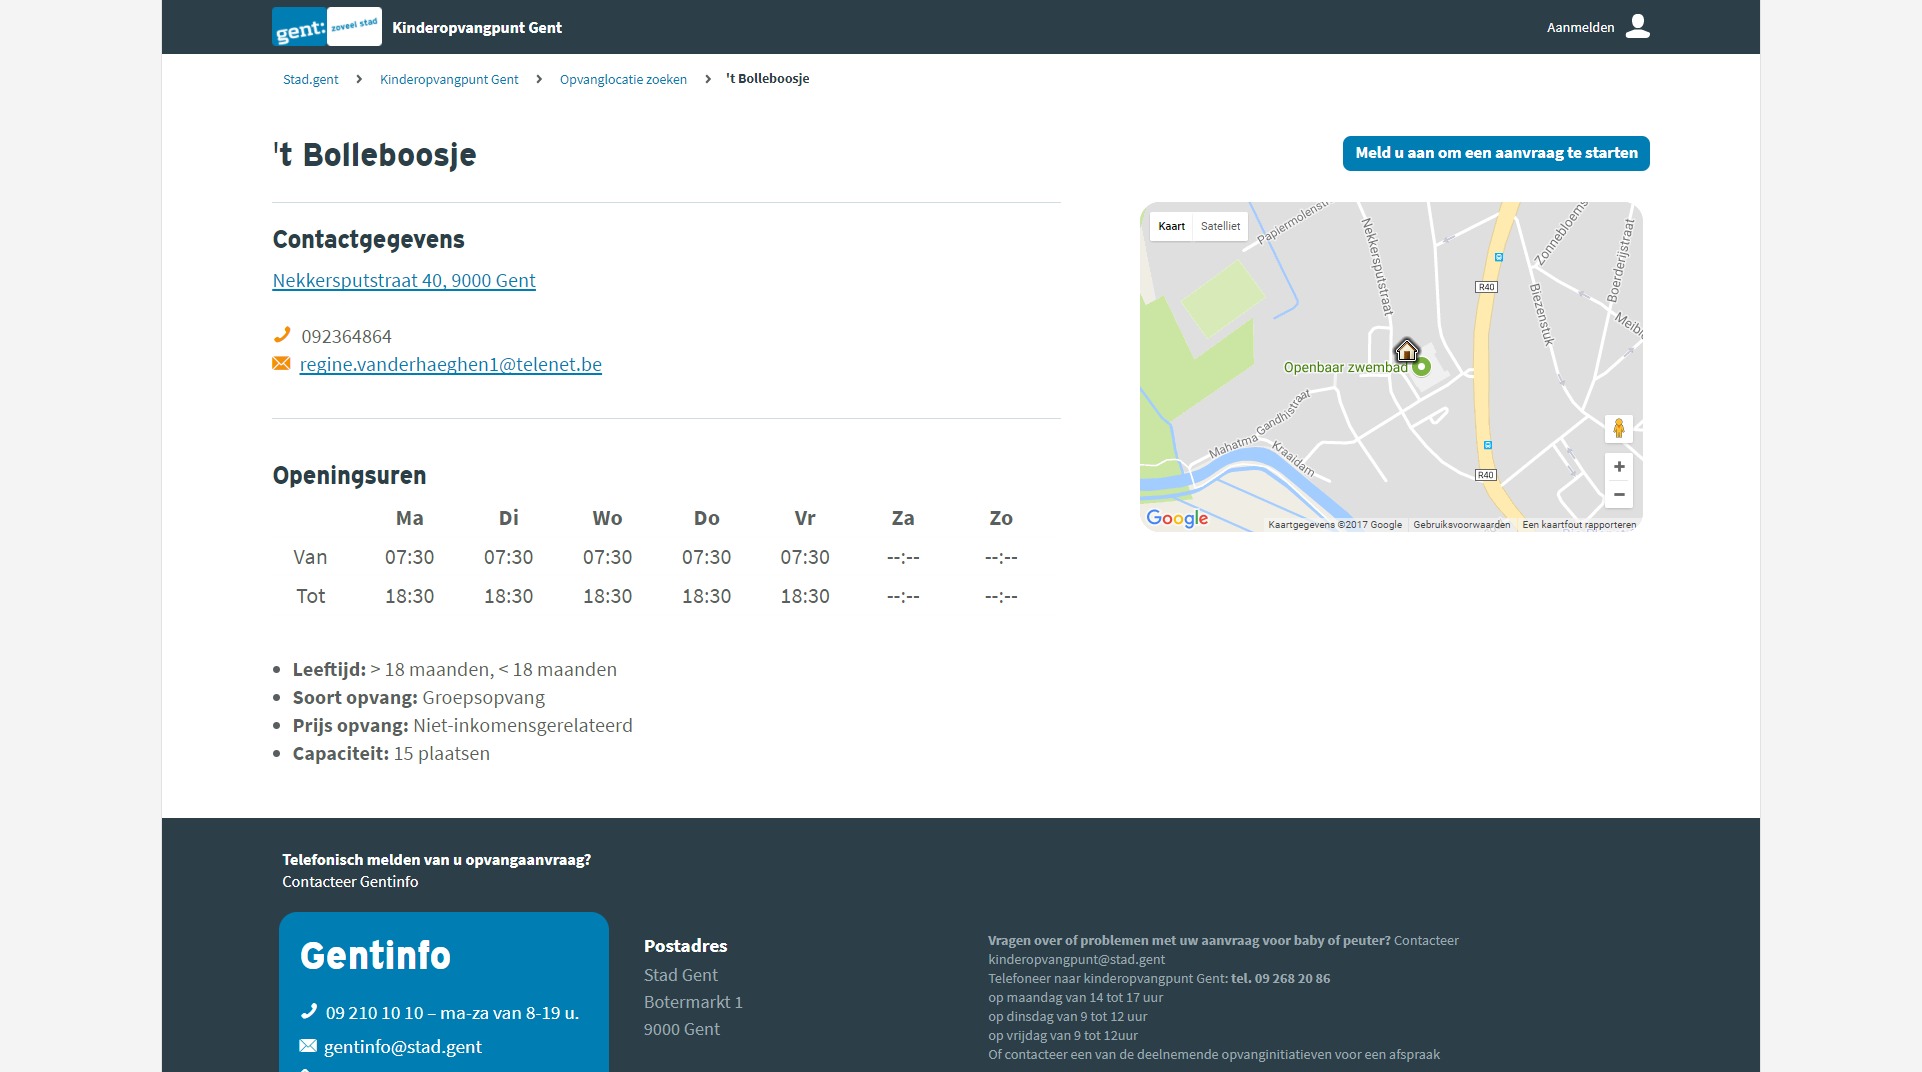 gent: zoveel stad Kinderopvangpunt Gent Aanmelden
Stad.gent > Kinderopvangpunt Gent > Opvanglocatie zoeken > 't Bolleboosje
't Bolleboosje
Meld u aan om een aanvraag te starten
Contactgegevens
Nekkersputstraat 40, 9000 Gent
092364864
regine.vanderhaeghen1@telenet.be
Kaart Satelliet
Papiermolenstr
Nekkersputstraat
Zonnebloems
Boerderijstraat
R40
Biezenstuk
Meibl
Openbaar zwembad
Mahatma Gandhistraat
Kraaidam
R40
+
−
Google
Kaartgegevens ©2017 Google Gebruiksvoorwaarden Een kaartfout rapporteren
Openingsuren
Ma Di Wo Do Vr Za Zo
Van 07:30 07:30 07:30 07:30 07:30 --:-- --:--
Tot 18:30 18:30 18:30 18:30 18:30 --:-- --:--
• Leeftijd: > 18 maanden, < 18 maanden
• Soort opvang: Groepsopvang
• Prijs opvang: Niet-inkomensgerelateerd
• Capaciteit: 15 plaatsen
Telefonisch melden van u opvangaanvraag?
Contacteer Gentinfo
Gentinfo
09 210 10 10 – ma-za van 8-19 u.
gentinfo@stad.gent
Postadres
Stad Gent
Botermarkt 1
9000 Gent
Vragen over of problemen met uw aanvraag voor baby of peuter? Contacteer
kinderopvangpunt@stad.gent
Telefoneer naar kinderopvangpunt Gent: tel. 09 268 20 86
op maandag van 14 tot 17 uur
op dinsdag van 9 tot 12 uur
op vrijdag van 9 tot 12uur
Of contacteer een van de deelnemende opvanginitiatieven voor een afspraak